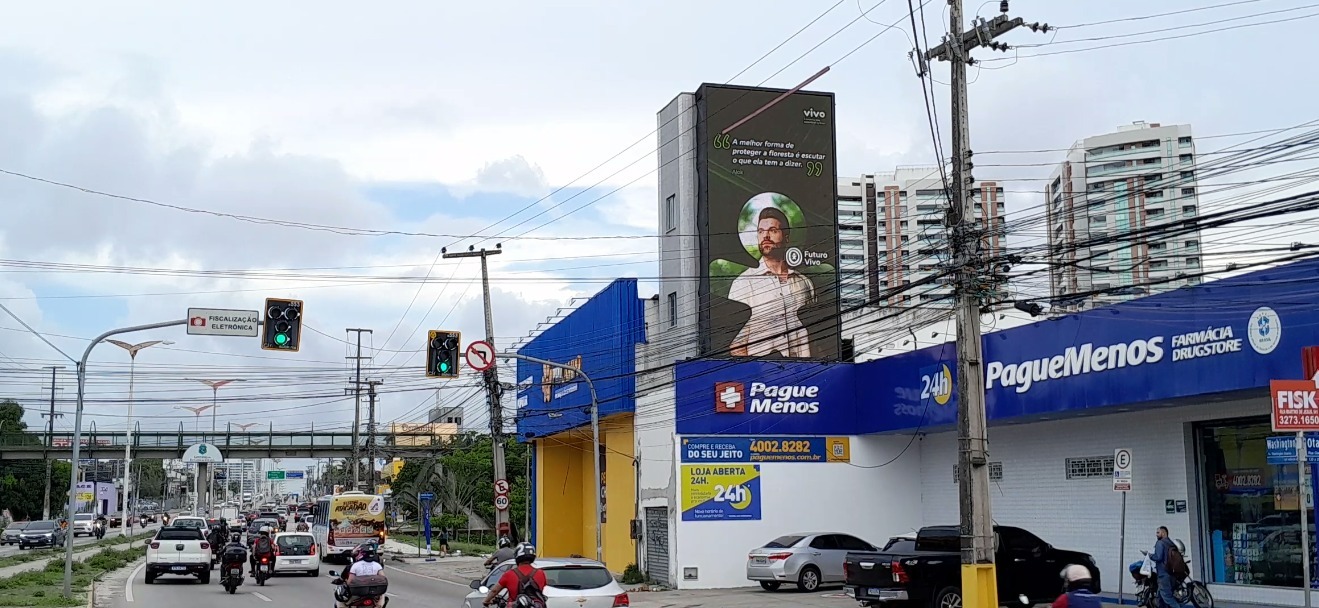 vivo
A melhor forma de
proteger a floresta é escutar
o que ela tem a dizer.
Futuro
Vivo
FISCALIZAÇÃO
ELETRÔNICA
Pague
Menos
24h
PagueMenos
FARMÁCIA
DRUGSTORE
COMPRE E RECEBA
DO SEU JEITO
4002.8282
paguemenos.com.br
LOJA ABERTA
24H.
24h
E
60
FISK
3273.1650
Washington